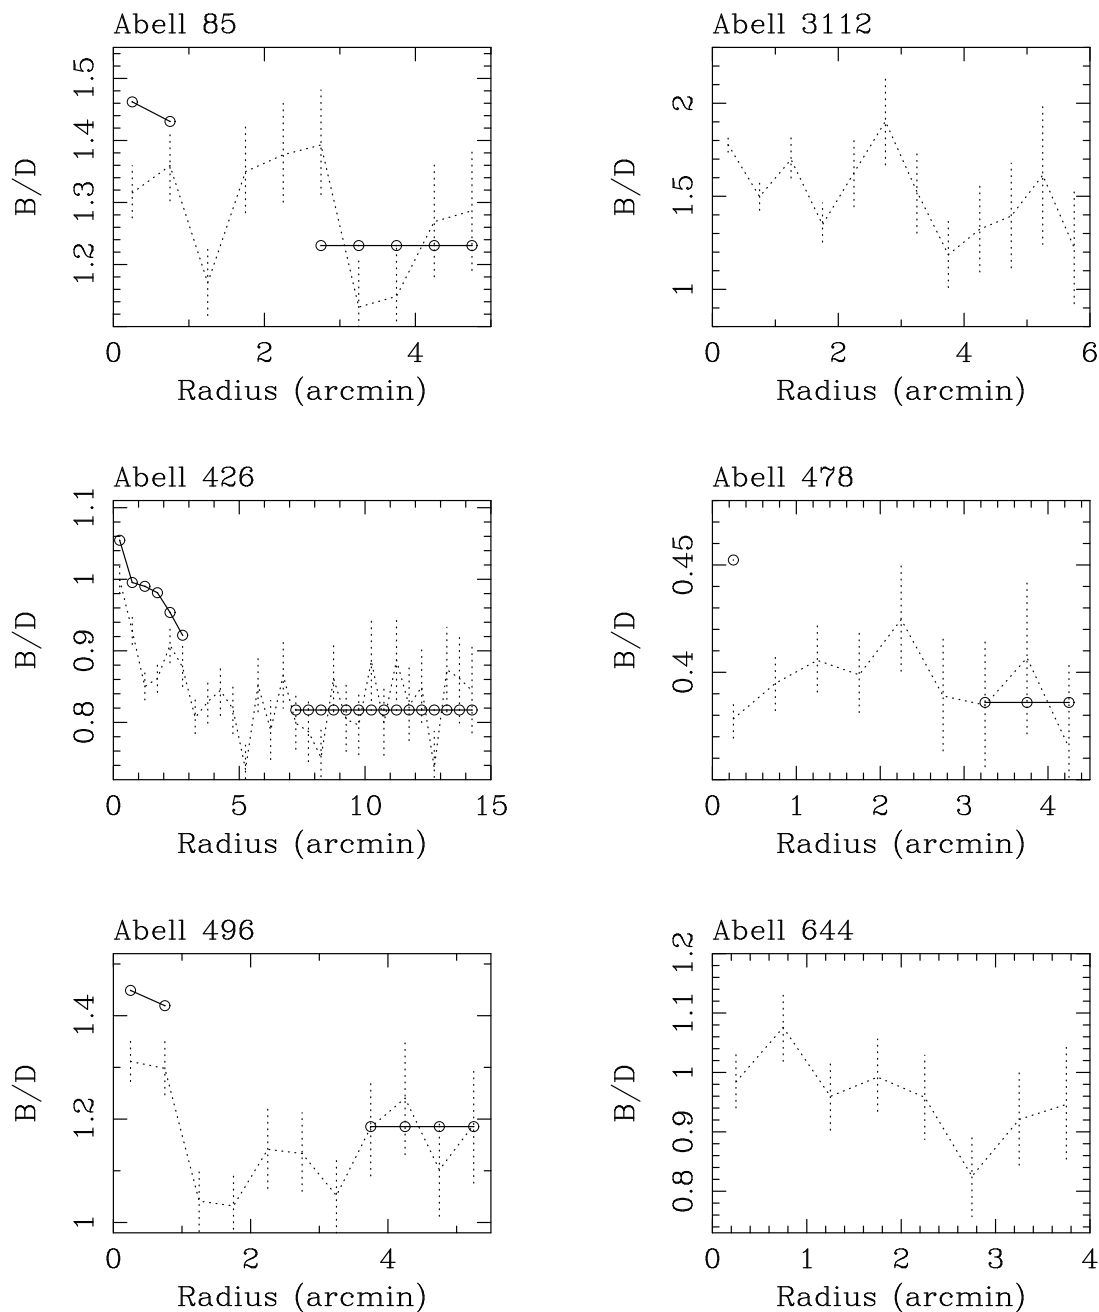 Abell 85
B/D
1.2 1.3 1.4 1.5
0 2 4
Radius (arcmin)
Abell 3112
B/D
1 1.5 2
0 2 4 6
Radius (arcmin)
Abell 426
B/D
0.8 0.9 1 1.1
0 5 10 15
Radius (arcmin)
Abell 478
B/D
0.4 0.45
0 1 2 3 4
Radius (arcmin)
Abell 496
B/D
1 1.2 1.4
0 2 4
Radius (arcmin)
Abell 644
B/D
0.8 0.9 1 1.1 1.2
0 1 2 3 4
Radius (arcmin)